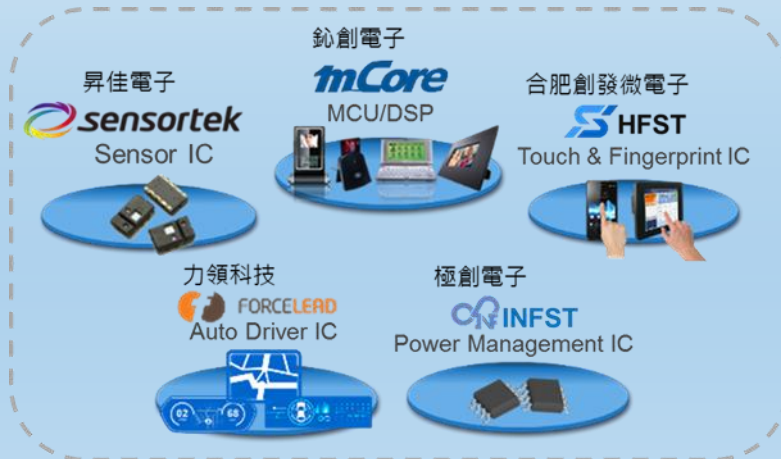 鈊創電子
mCore
MCU/DSP
昇佳電子
sensortek
Sensor IC
合肥創發微電子
HFST
Touch & Fingerprint IC
力領科技
FORCELEAD
Auto Driver IC
02
68
極創電子
INFST
Power Management IC